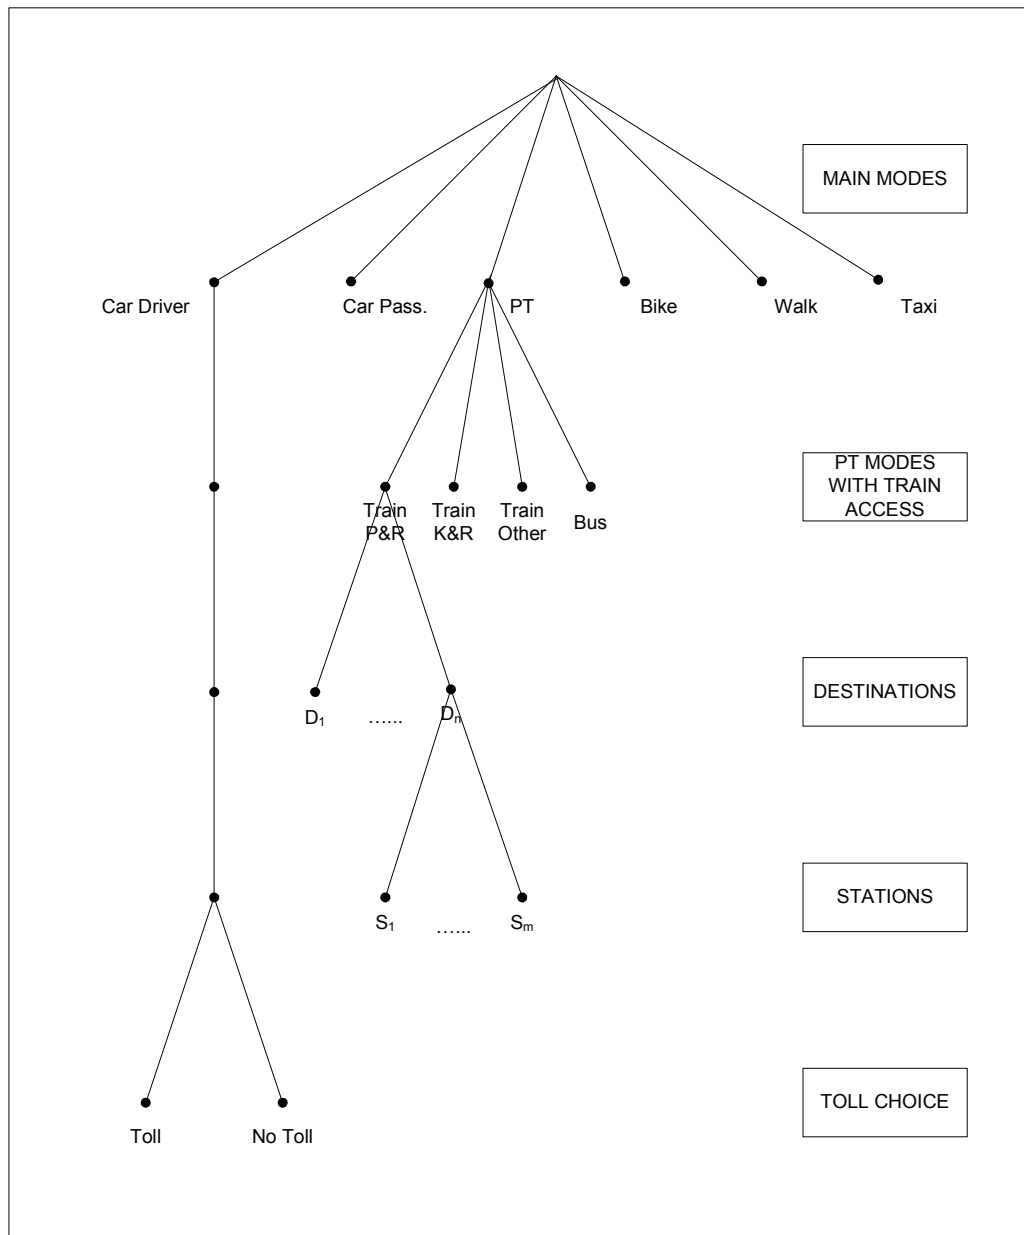 MAIN MODES
Car Driver
Car Pass.
PT
Bike
Walk
Taxi
PT MODES
WITH TRAIN
ACCESS
Train
P&R
Train
K&R
Train
Other
Bus
DESTINATIONS
D₁
…...
Dₙ
STATIONS
S₁
…...
Sₘ
TOLL CHOICE
Toll
No Toll